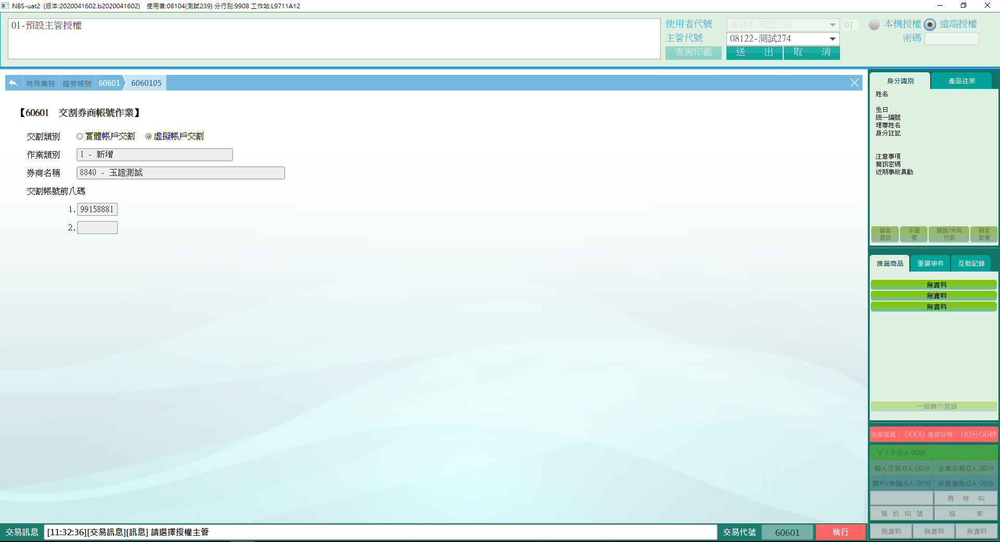 NBS-uat2 (版本:2020041602.b2020041602) 使用者:08104(測試239) 分行別:9908 工作站:L9711A12
01-預設主管授權
使用者代號 08104-測試239 01 本機授權 遠端授權
主管代號 08122-測試274 密碼
查詢印鑑 送 出 取 消
特殊業務 證券帳號 60601 6060105
【60601 交割券商帳號作業】
交割類別 實體帳戶交割 虛擬帳戶交割
作業類別 1 - 新增
券商名稱 8840 - 玉證測試
交割帳號前八碼
1. 99158881
2.
身分識別 產品往來
姓名
生日
統一編號
理專姓名
身分註記
注意事項
簡訊密碼
近期事故異動
顧客資訊 手續費 通路/共同行銷 顧客影像
推薦商品 重要事件 互動記錄
無資料
無資料
無資料
一般轉介登錄
服務號碼: 0000 等候時間: 00分00秒
ＶＩＰ:0人 00分
個人交易:0人 00分 企業交易:0人 00分
開戶/申請:0人 00分 外匯業務:0人 00分
再 呼 叫
預 約 叫 號 結 束
交易訊息 [11:32:36][交易訊息][訊息] 請選擇授權主管 交易代號 60601 執行
無資料 無資料 無資料